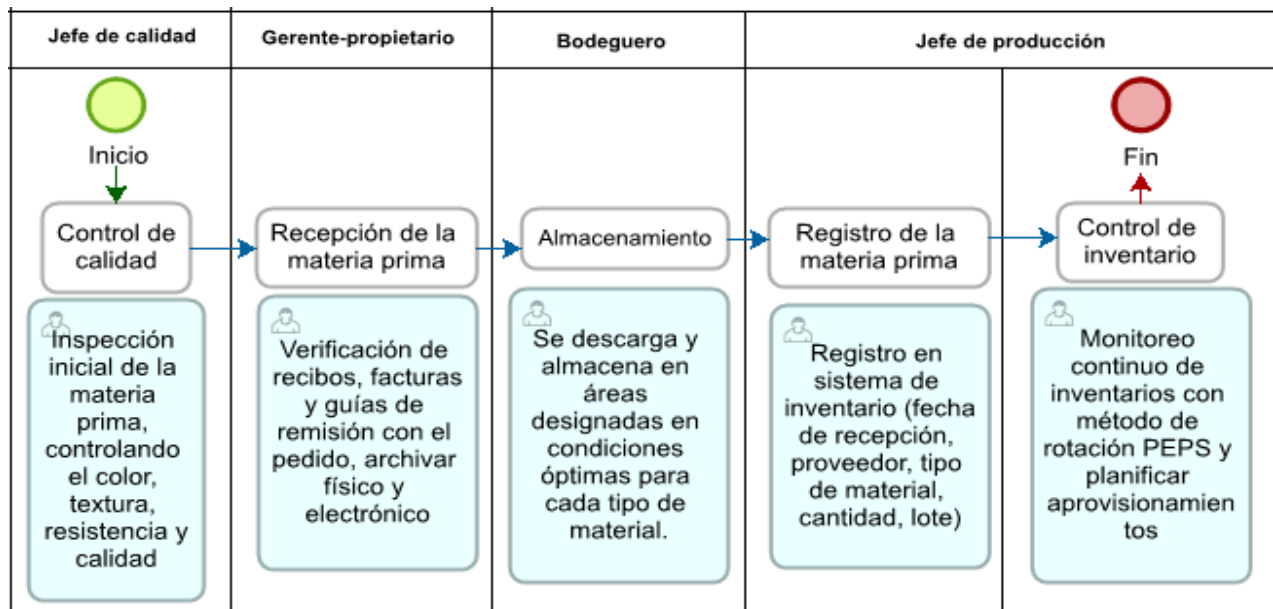 Jefe de calidad
Gerente-propietario
Bodeguero
Jefe de producción
Inicio
Fin
Control de
calidad
Recepción de la
materia prima
Almacenamiento
Registro de la
materia prima
Control de
inventario
Inspección
inicial de la
materia
prima,
controlando
el color,
textura,
resistencia y
calidad
Verificación de
recibos, facturas
y guías de
remisión con el
pedido, archivar
físico y
electrónico
Se descarga y
almacena en
áreas
designadas en
condiciones
óptimas para
cada tipo de
material.
Registro en
sistema de
inventario (fecha
de recepción,
proveedor, tipo
de material,
cantidad, lote)
Monitoreo
continuo de
inventarios con
método de
rotación PEPS y
planificar
aprovisionamien
tos